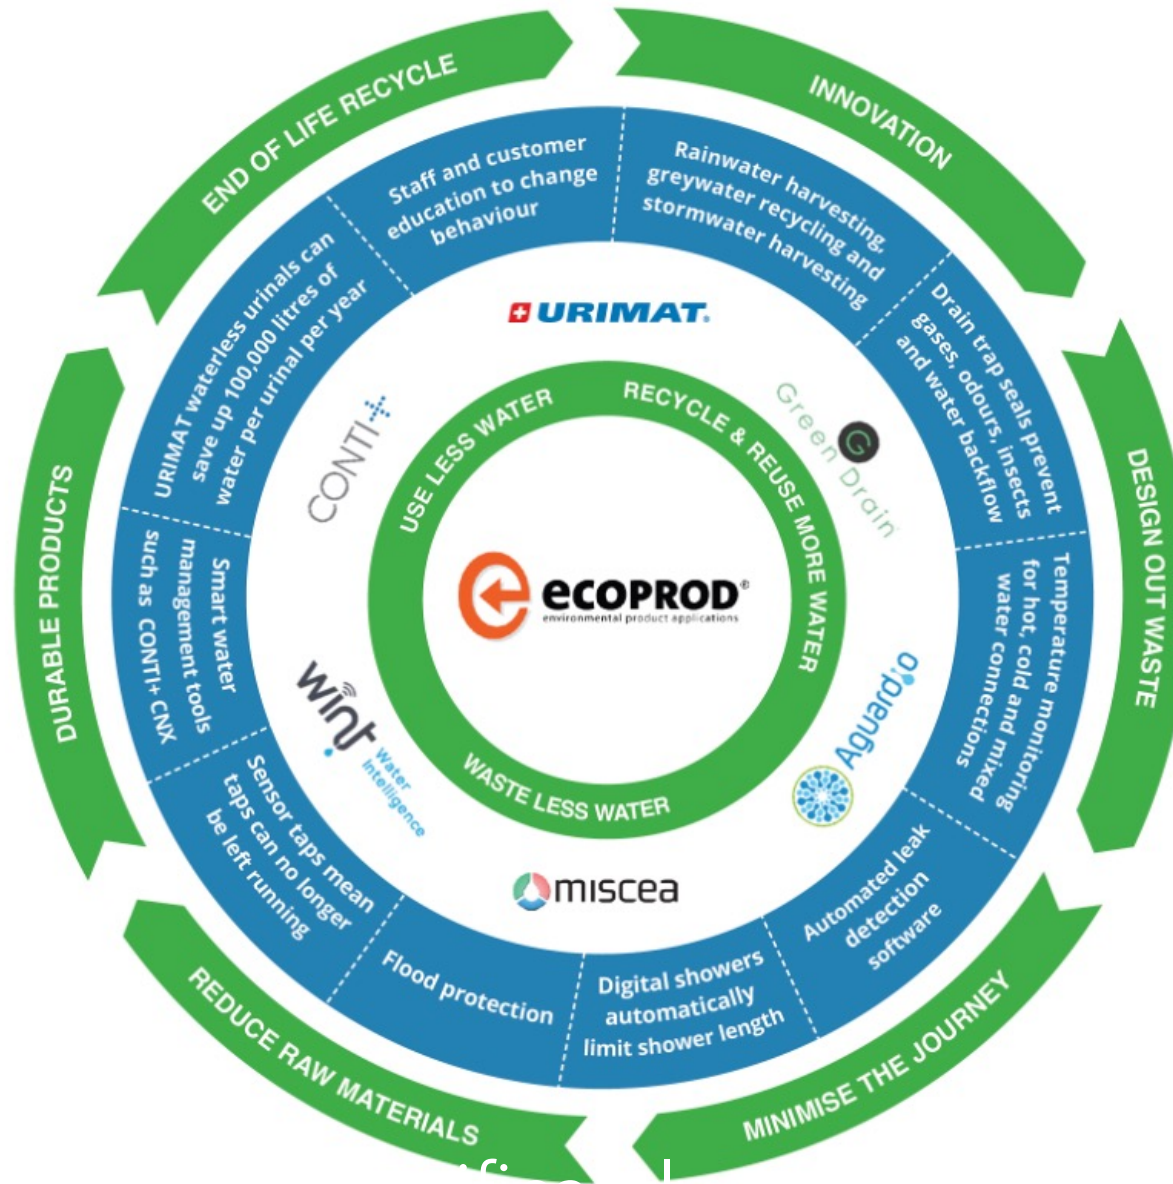 INNOVATION
DESIGN OUT WASTE
MINIMISE THE JOURNEY
REDUCE RAW MATERIALS
DURABLE PRODUCTS
END OF LIFE RECYCLE
Rainwater harvesting,
greywater recycling and
stormwater harvesting
Drain trap seals prevent
gases, odours, insects
and water backflow
Temperature monitoring
for hot, cold and mixed
water connections
Automated leak
detection
software
Digital showers
automatically
limit shower length
Flood protection
Sensor taps mean
taps can no longer
be left running
Smart water
management tools
such as CONTI+ CNX
URIMAT waterless urinals can
save up 100,000 litres of
water per urinal per year
Staff and customer
education to change
behaviour
URIMAT®
Green Drain
G
Aguardio
miscea
wint
Water
Intelligence
CONTI+
USE LESS WATER
RECYCLE & REUSE MORE WATER
WASTE LESS WATER
ecoprod®
environmental product applications